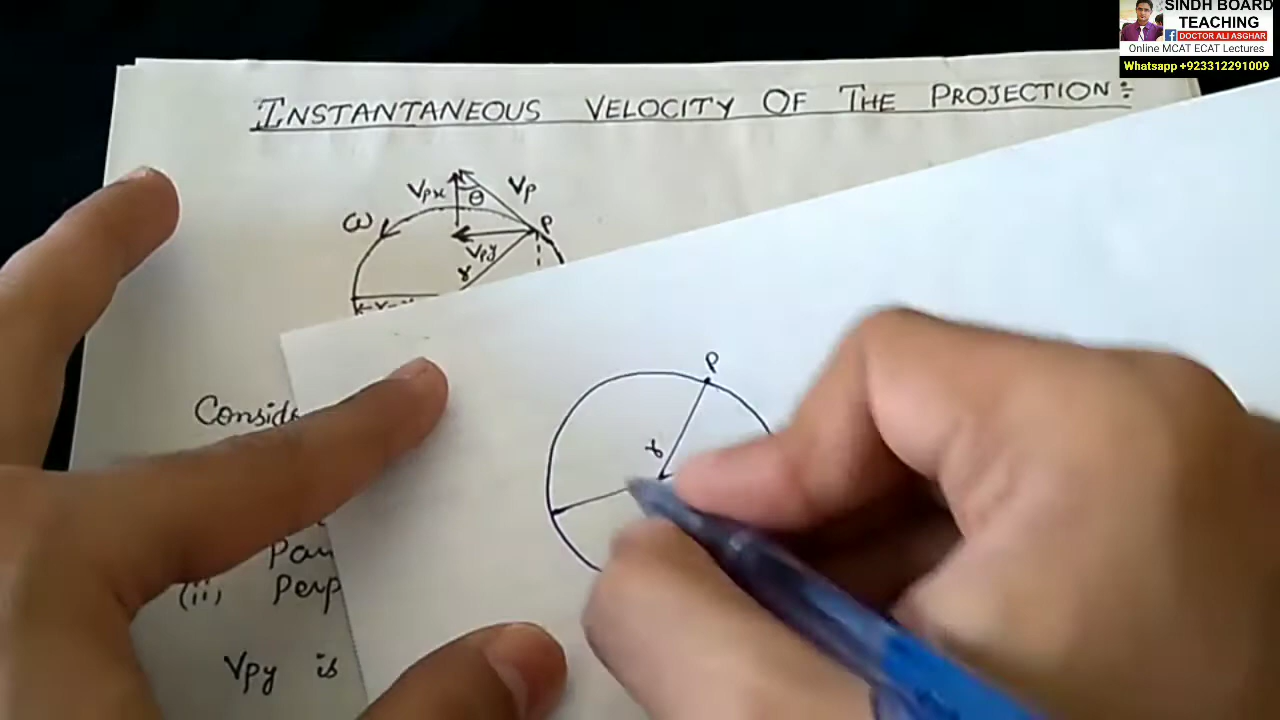 SINDH BOARD
TEACHING
f DOCTOR ALI ASGHAR
Online MCAT ECAT Lectures
Whatsapp +923312291009
INSTANTANEOUS VELOCITY OF THE PROJECTION:-
Vpx θ Vp
ω P
Vpy
r
P
r
Conside
Par
(ii) Perp
Vpy is